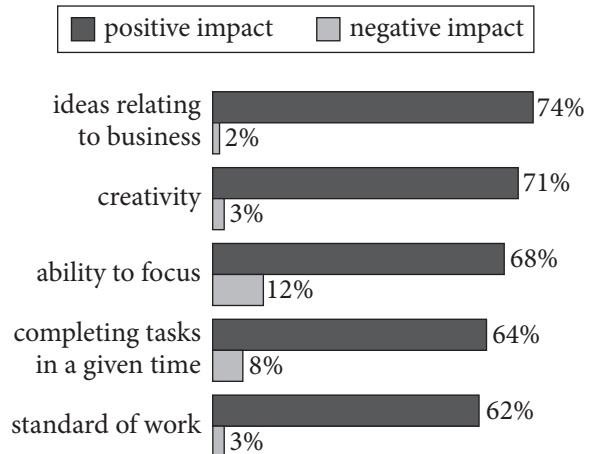 positive impact negative impact
ideas relating
to business
74%
2%
creativity
71%
3%
ability to focus
68%
12%
completing tasks
in a given time
64%
8%
standard of work
62%
3%